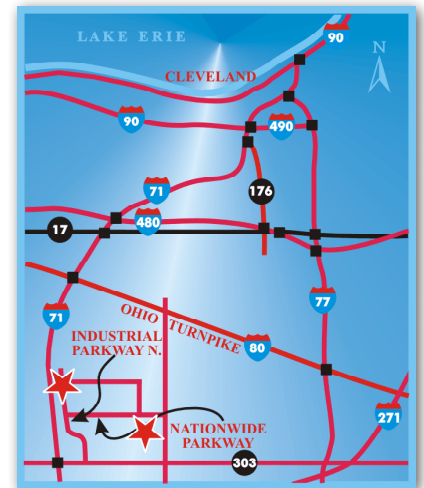 90
LAKE ERIE
N
CLEVELAND
90
490
71
176
17
480
71
77
OHIO TURNPIKE
80
INDUSTRIAL
PARKWAY N.
271
NATIONWIDE
PARKWAY
303